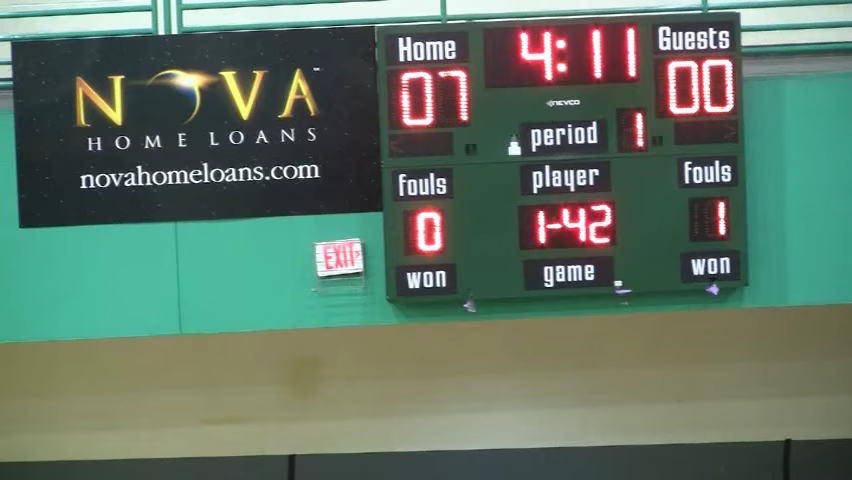 NOVA
HOME LOANS
novahomeloans.com
EXIT
Home 4:11 Guests
07 00
NEVCO
period 1
fouls player fouls
0 1-42 1
won game won